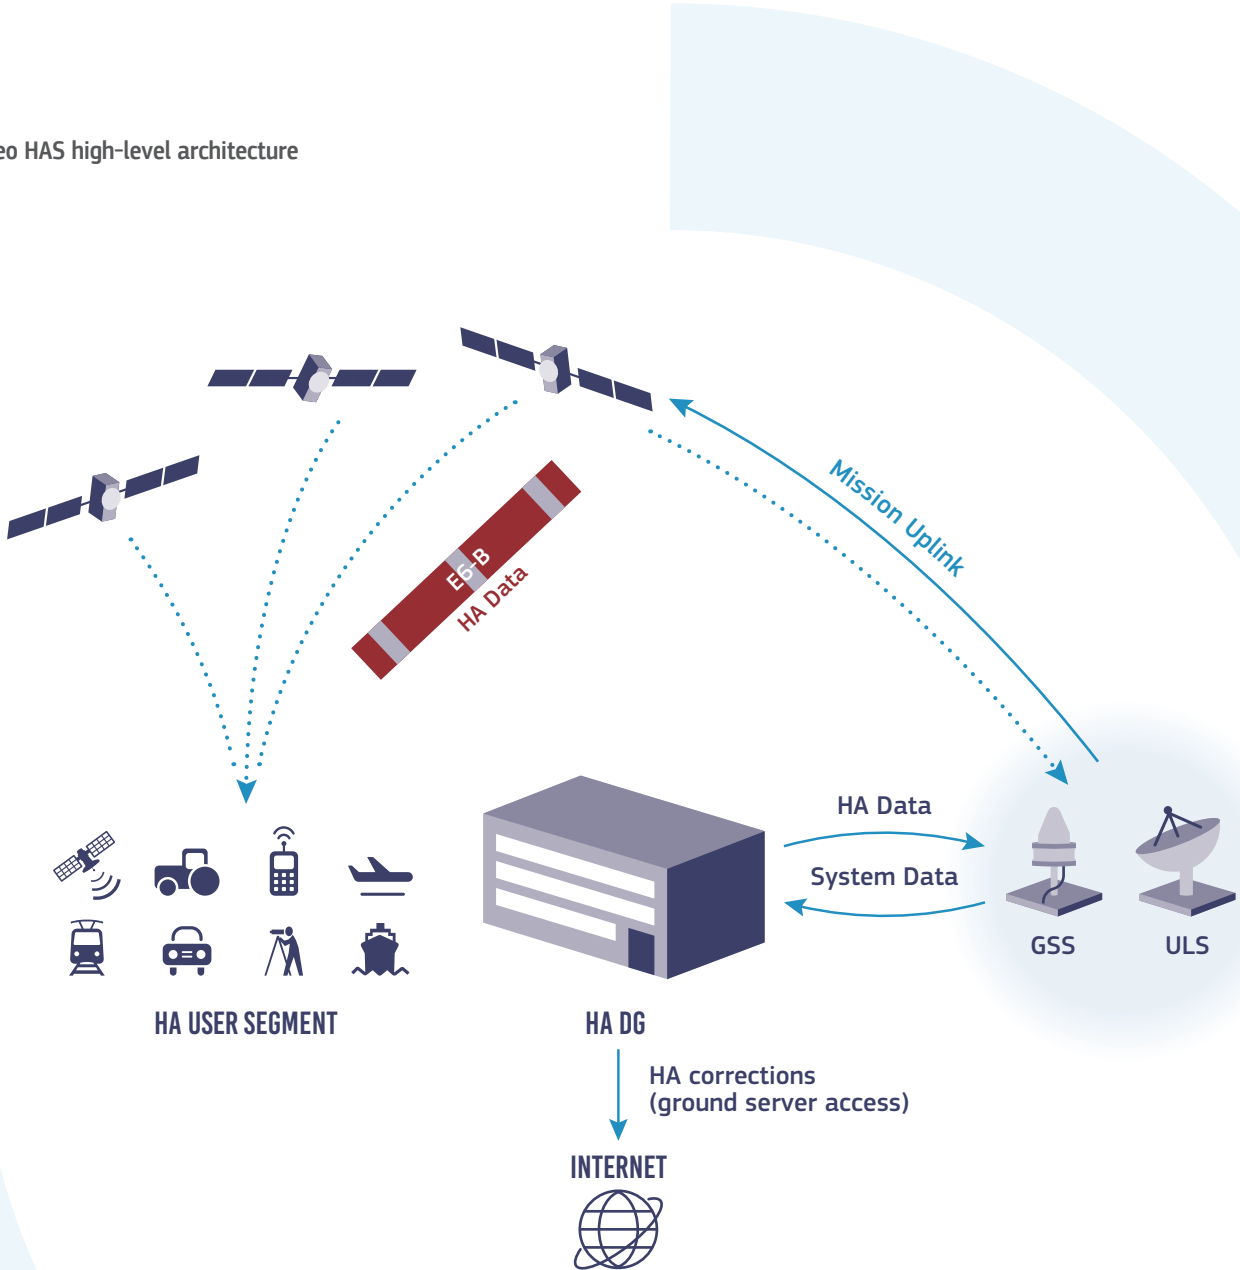 eo HAS high-level architecture
Mission Uplink
E6-B
HA Data
HA Data
System Data
GSS
ULS
HA USER SEGMENT
HA DG
HA corrections
(ground server access)
INTERNET